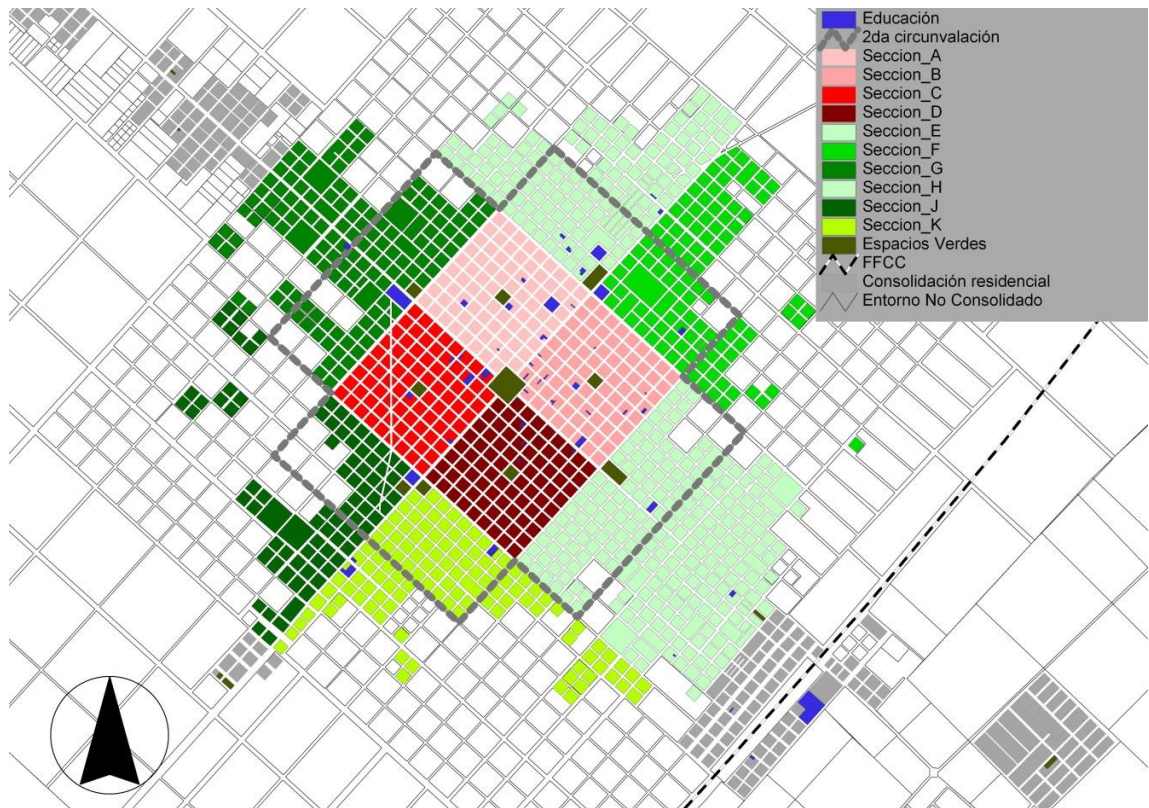 Educación
2da circunvalación
Seccion_A
Seccion_B
Seccion_C
Seccion_D
Seccion_E
Seccion_F
Seccion_G
Seccion_H
Seccion_J
Seccion_K
Espacios Verdes
FFCC
Consolidación residencial
Entorno No Consolidado